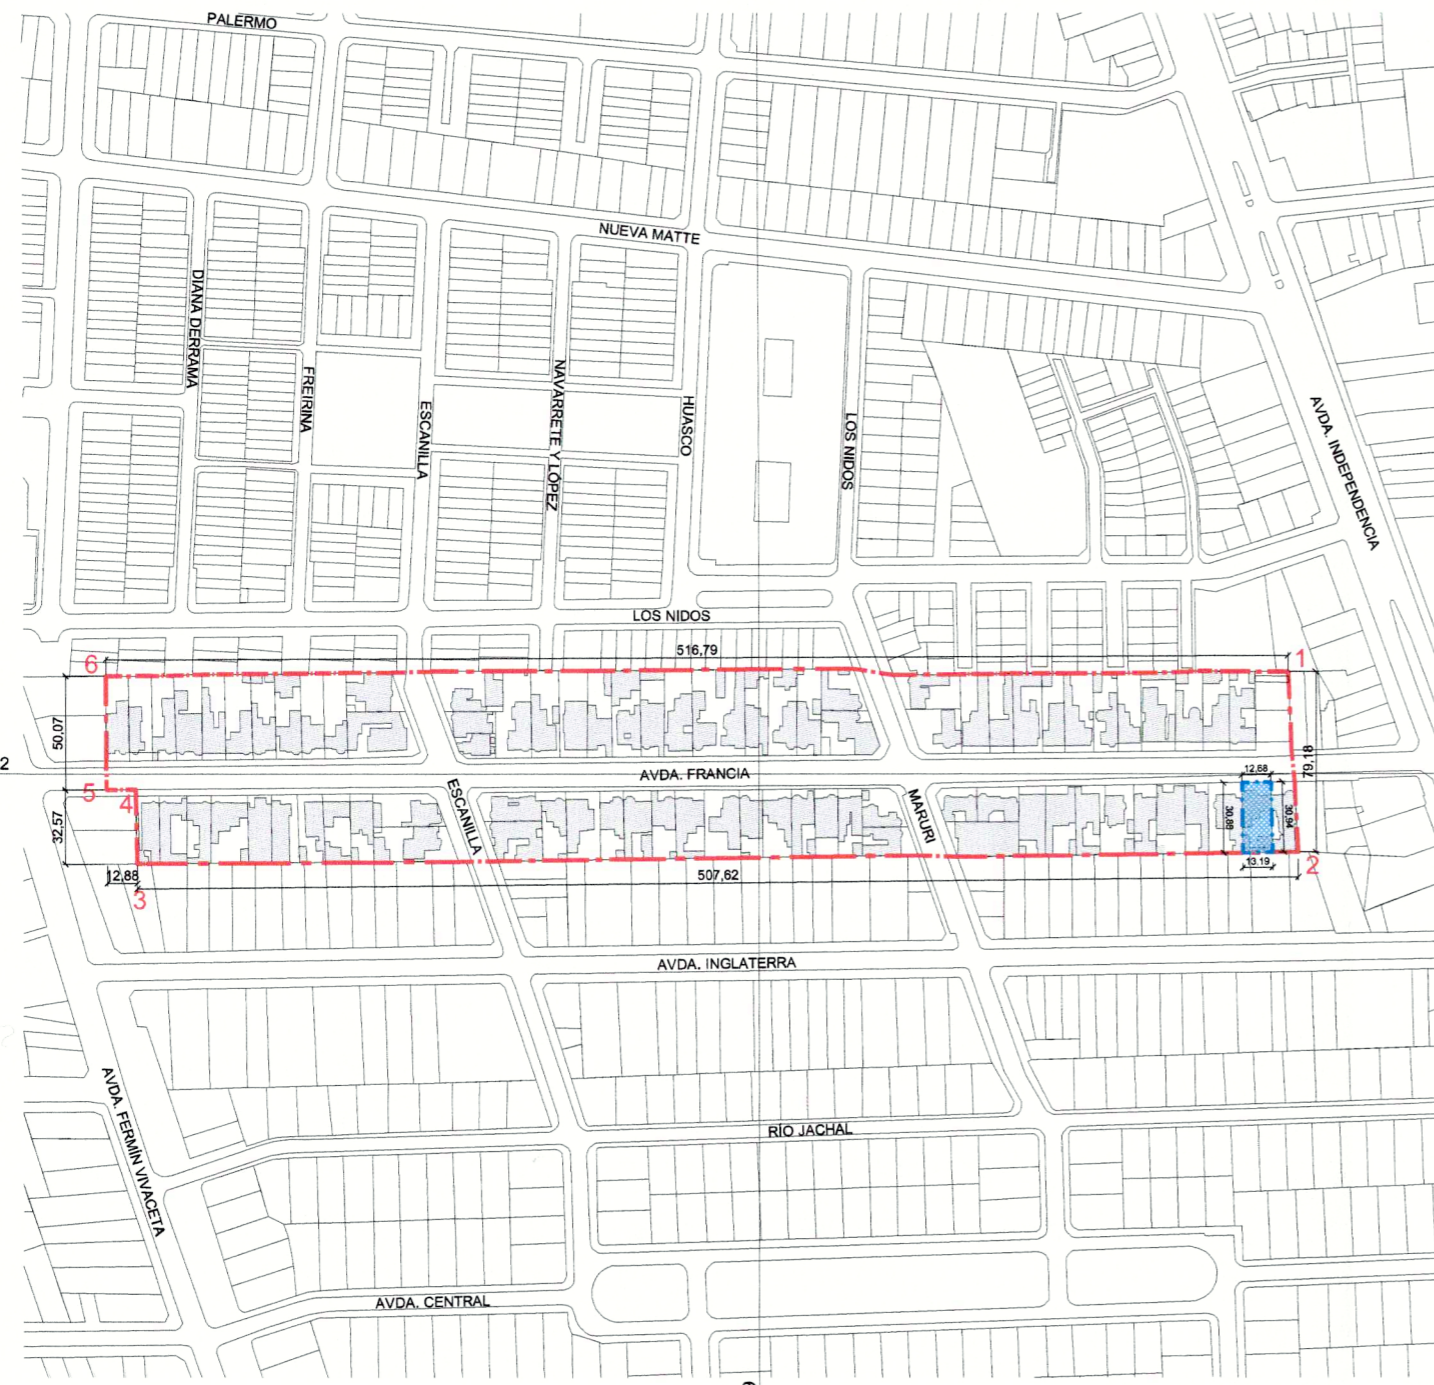 PALERMO
NUEVA MATTE
DIANA DERRAMA
FREIRINA
ESCANILLA
NAVARRETE Y LÓPEZ
HUASCO
LOS NIDOS
AVDA. INDEPENDENCIA
LOS NIDOS
6
516,79
1
50,07
2
AVDA. FRANCIA
79,18
12,68
5
4
ESCANILLA
MARURI
30,88
30,94
32,57
12,88
3
507,62
13.19
2
AVDA. INGLATERRA
AVDA. FERMÍN VIVACETA
RÍO JACHAL
AVDA. CENTRAL